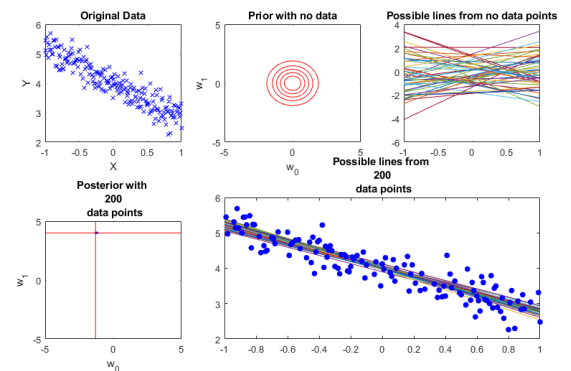 Original Data
6
5
4
3
2
Y
-1 -0.5 0 0.5 1
X
Prior with no data
5
0
-5
w1
-5 0 5
w0
Possible lines from no data points
4
2
0
-2
-4
-6
-1 -0.5 0 0.5 1
Posterior with
200
data points
5
0
-5
w1
-5 0 5
w0
Possible lines from
200
data points
6
5
4
3
2
-1 -0.8 -0.6 -0.4 -0.2 0 0.2 0.4 0.6 0.8 1